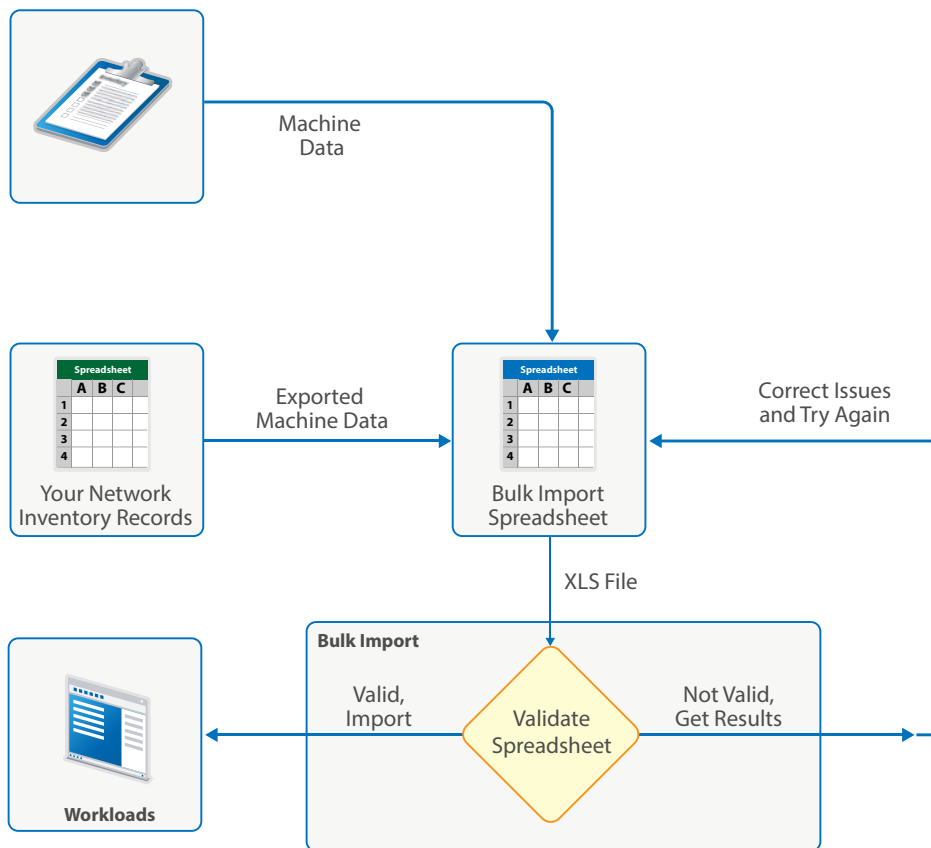 Machine
Data
Spreadsheet
A B C
1
2
3
4
Your Network
Inventory Records
Exported
Machine Data
Spreadsheet
A B C
1
2
3
4
Bulk Import
Spreadsheet
Correct Issues
and Try Again
XLS File
Bulk Import
Valid,
Import
Validate
Spreadsheet
Not Valid,
Get Results
Workloads